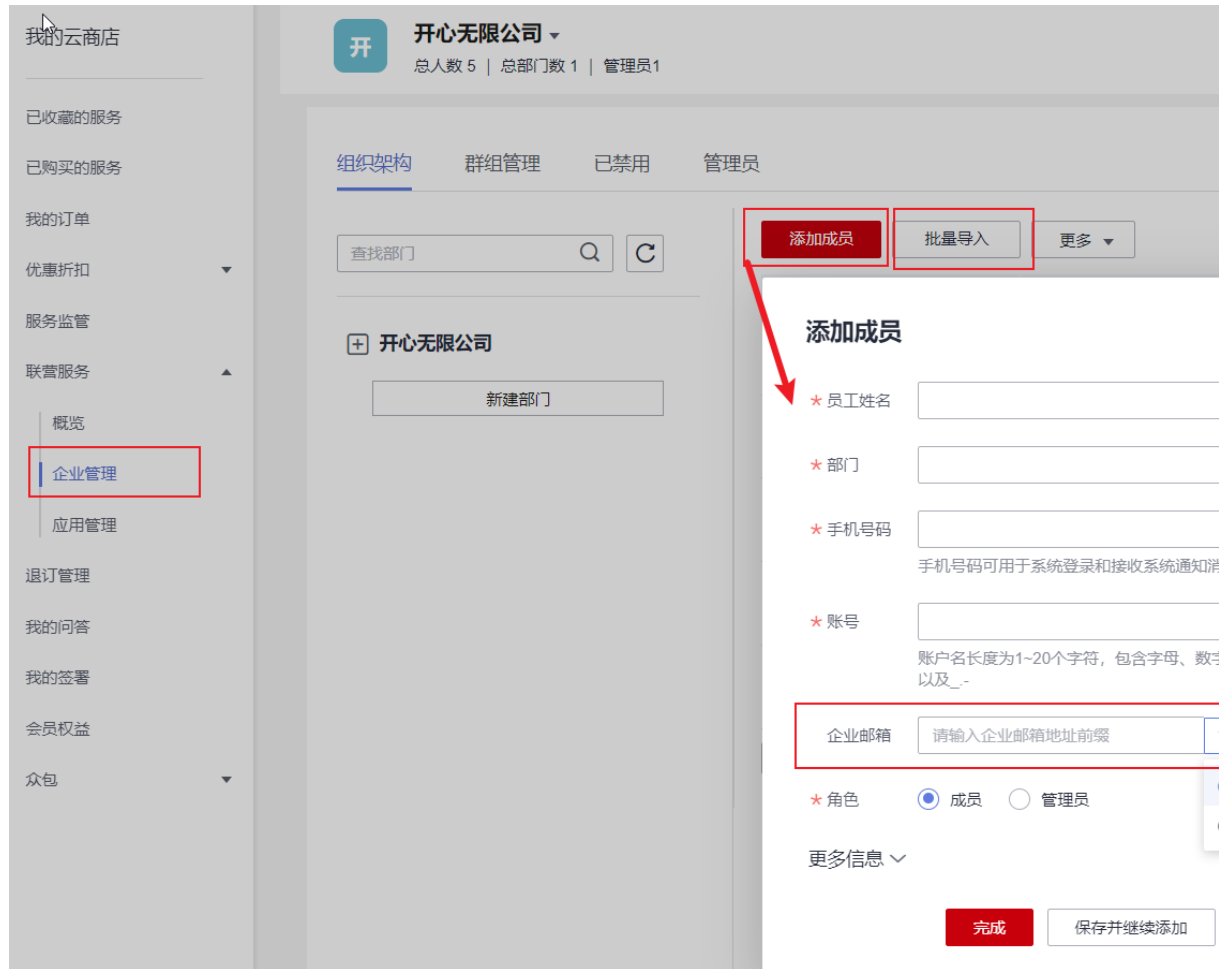 我的云商店
已收藏的服务
已购买的服务
我的订单
优惠折扣
服务监管
联营服务
概览
企业管理
应用管理
退订管理
我的问答
我的签署
会员权益
众包
开
开心无限公司
总人数 5 | 总部门数 1 | 管理员1
组织架构 群组管理 已禁用 管理员
查找部门
开心无限公司
新建部门
添加成员 批量导入 更多
添加成员
* 员工姓名
* 部门
* 手机号码
手机号码可用于系统登录和接收系统通知消
* 账号
账户名长度为1~20个字符，包含字母、数字
以及_.-
企业邮箱 请输入企业邮箱地址前缀
* 角色 成员 管理员
更多信息
完成 保存并继续添加